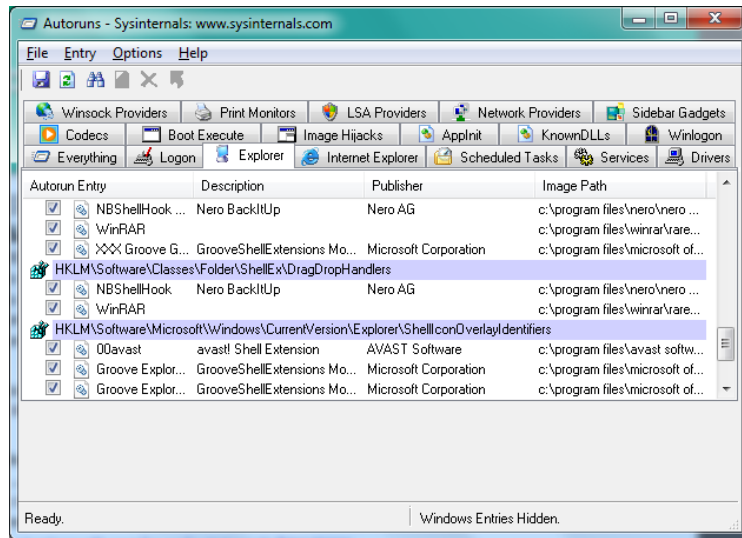 Autoruns - Sysinternals: www.sysinternals.com
File Entry Options Help
Winsock Providers Print Monitors LSA Providers Network Providers Sidebar Gadgets
Codecs Boot Execute Image Hijacks AppInit KnownDLLs Winlogon
Everything Logon Explorer Internet Explorer Scheduled Tasks Services Drivers
Autorun Entry Description Publisher Image Path
NBShellHook ... Nero BackItUp Nero AG c:\program files\nero\nero ...
WinRAR c:\program files\winrar\rare...
XXX Groove G... GrooveShellExtensions Mo... Microsoft Corporation c:\program files\microsoft of...
HKLM\Software\Classes\Folder\ShellEx\DragDropHandlers
NBShellHook Nero BackItUp Nero AG c:\program files\nero\nero ...
WinRAR c:\program files\winrar\rare...
HKLM\Software\Microsoft\Windows\CurrentVersion\Explorer\ShellIconOverlayIdentifiers
00avast avast! Shell Extension AVAST Software c:\program files\avast softw...
Groove Explor... GrooveShellExtensions Mo... Microsoft Corporation c:\program files\microsoft of...
Groove Explor... GrooveShellExtensions Mo... Microsoft Corporation c:\program files\microsoft of...
Ready. Windows Entries Hidden.